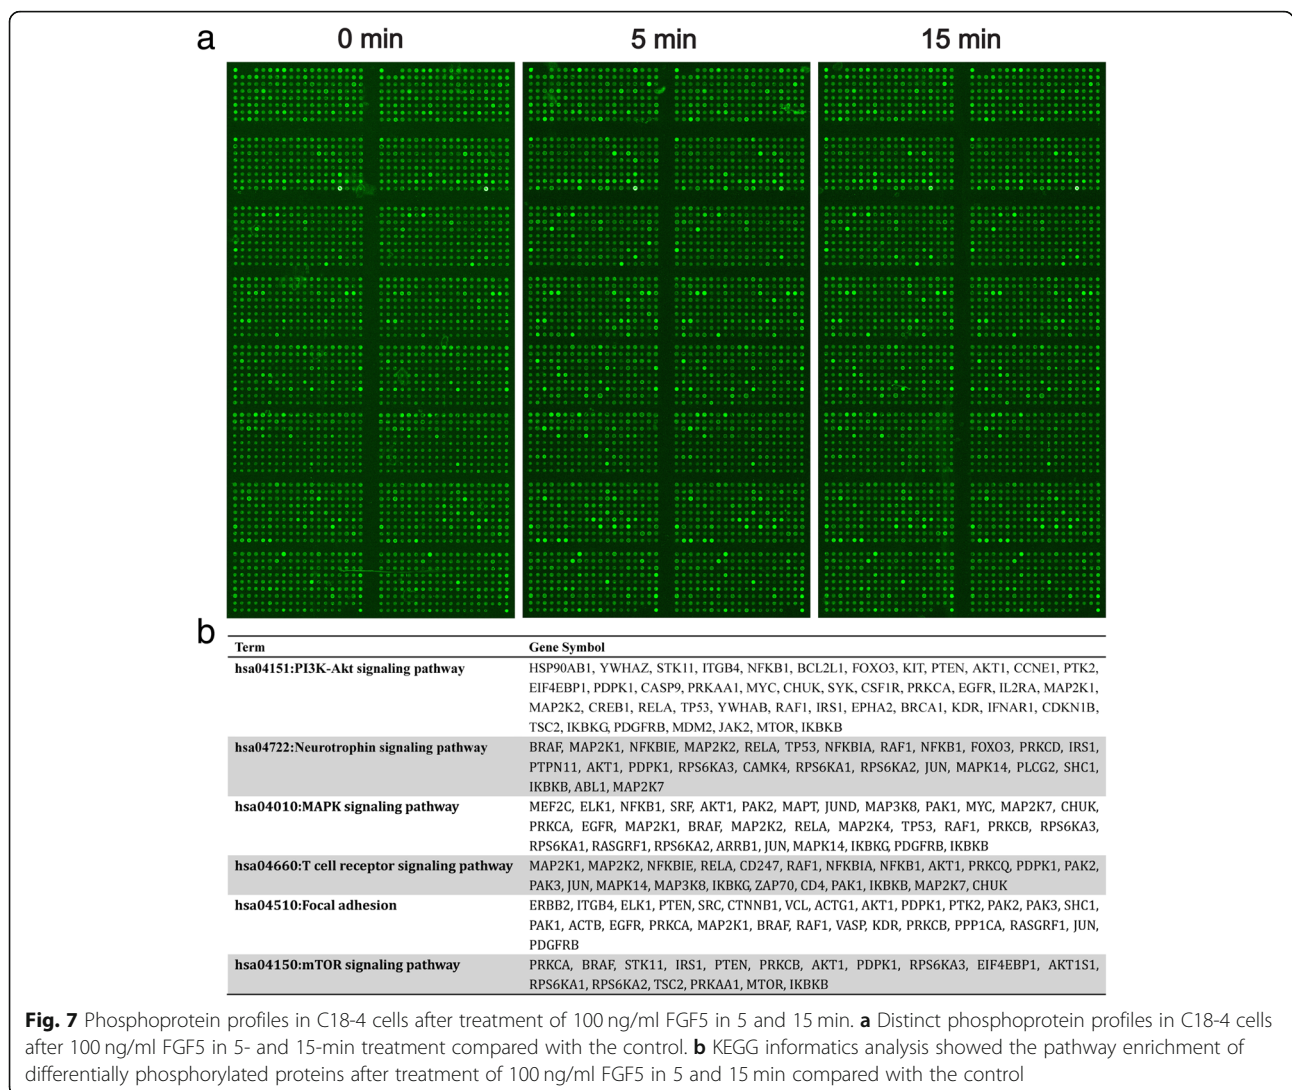 a
0 min
5 min
15 min
b
Term
Gene Symbol
hsa04151:PI3K-Akt signaling pathway
HSP90AB1, YWHAZ, STK11, ITGB4, NFKB1, BCL2L1, FOXO3, KIT, PTEN, AKT1, CCNE1, PTK2,
EIF4EBP1, PDPK1, CASP9, PRKAA1, MYC, CHUK, SYK, CSF1R, PRKCA, EGFR, IL2RA, MAP2K1,
MAP2K2, CREB1, RELA, TP53, YWHAB, RAF1, IRS1, EPHA2, BRCA1, KDR, IFNAR1, CDKN1B,
TSC2, IKBKG, PDGFRB, MDM2, JAK2, MTOR, IKBKB
hsa04722:Neurotrophin signaling pathway
BRAF, MAP2K1, NFKBIE, MAP2K2, RELA, TP53, NFKBIA, RAF1, NFKB1, FOXO3, PRKCD, IRS1,
PTPN11, AKT1, PDPK1, RPS6KA3, CAMK4, RPS6KA1, RPS6KA2, JUN, MAPK14, PLCG2, SHC1,
IKBKB, ABL1, MAP2K7
hsa04010:MAPK signaling pathway
MEF2C, ELK1, NFKB1, SRF, AKT1, PAK2, MAPT, JUND, MAP3K8, PAK1, MYC, MAP2K7, CHUK,
PRKCA, EGFR, MAP2K1, BRAF, MAP2K2, RELA, MAP2K4, TP53, RAF1, PRKCB, RPS6KA3,
RPS6KA1, RASGRF1, RPS6KA2, ARRB1, JUN, MAPK14, IKBKG, PDGFRB, IKBKB
hsa04660:T cell receptor signaling pathway
MAP2K1, MAP2K2, NFKBIE, RELA, CD247, RAF1, NFKBIA, NFKB1, AKT1, PRKCQ, PDPK1, PAK2,
PAK3, JUN, MAPK14, MAP3K8, IKBKG, ZAP70, CD4, PAK1, IKBKB, MAP2K7, CHUK
hsa04510:Focal adhesion
ERBB2, ITGB4, ELK1, PTEN, SRC, CTNNB1, VCL, ACTG1, AKT1, PDPK1, PTK2, PAK2, PAK3, SHC1,
PAK1, ACTB, EGFR, PRKCA, MAP2K1, BRAF, RAF1, VASP, KDR, PRKCB, PPP1CA, RASGRF1, JUN,
PDGFRB
hsa04150:mTOR signaling pathway
PRKCA, BRAF, STK11, IRS1, PTEN, PRKCB, AKT1, PDPK1, RPS6KA3, EIF4EBP1, AKT1S1,
RPS6KA1, RPS6KA2, TSC2, PRKAA1, MTOR, IKBKB
Fig. 7 Phosphoprotein profiles in C18-4 cells after treatment of 100 ng/ml FGF5 in 5 and 15 min. a Distinct phosphoprotein profiles in C18-4 cells
after 100 ng/ml FGF5 in 5- and 15-min treatment compared with the control. b KEGG informatics analysis showed the pathway enrichment of
differentially phosphorylated proteins after treatment of 100 ng/ml FGF5 in 5 and 15 min compared with the control